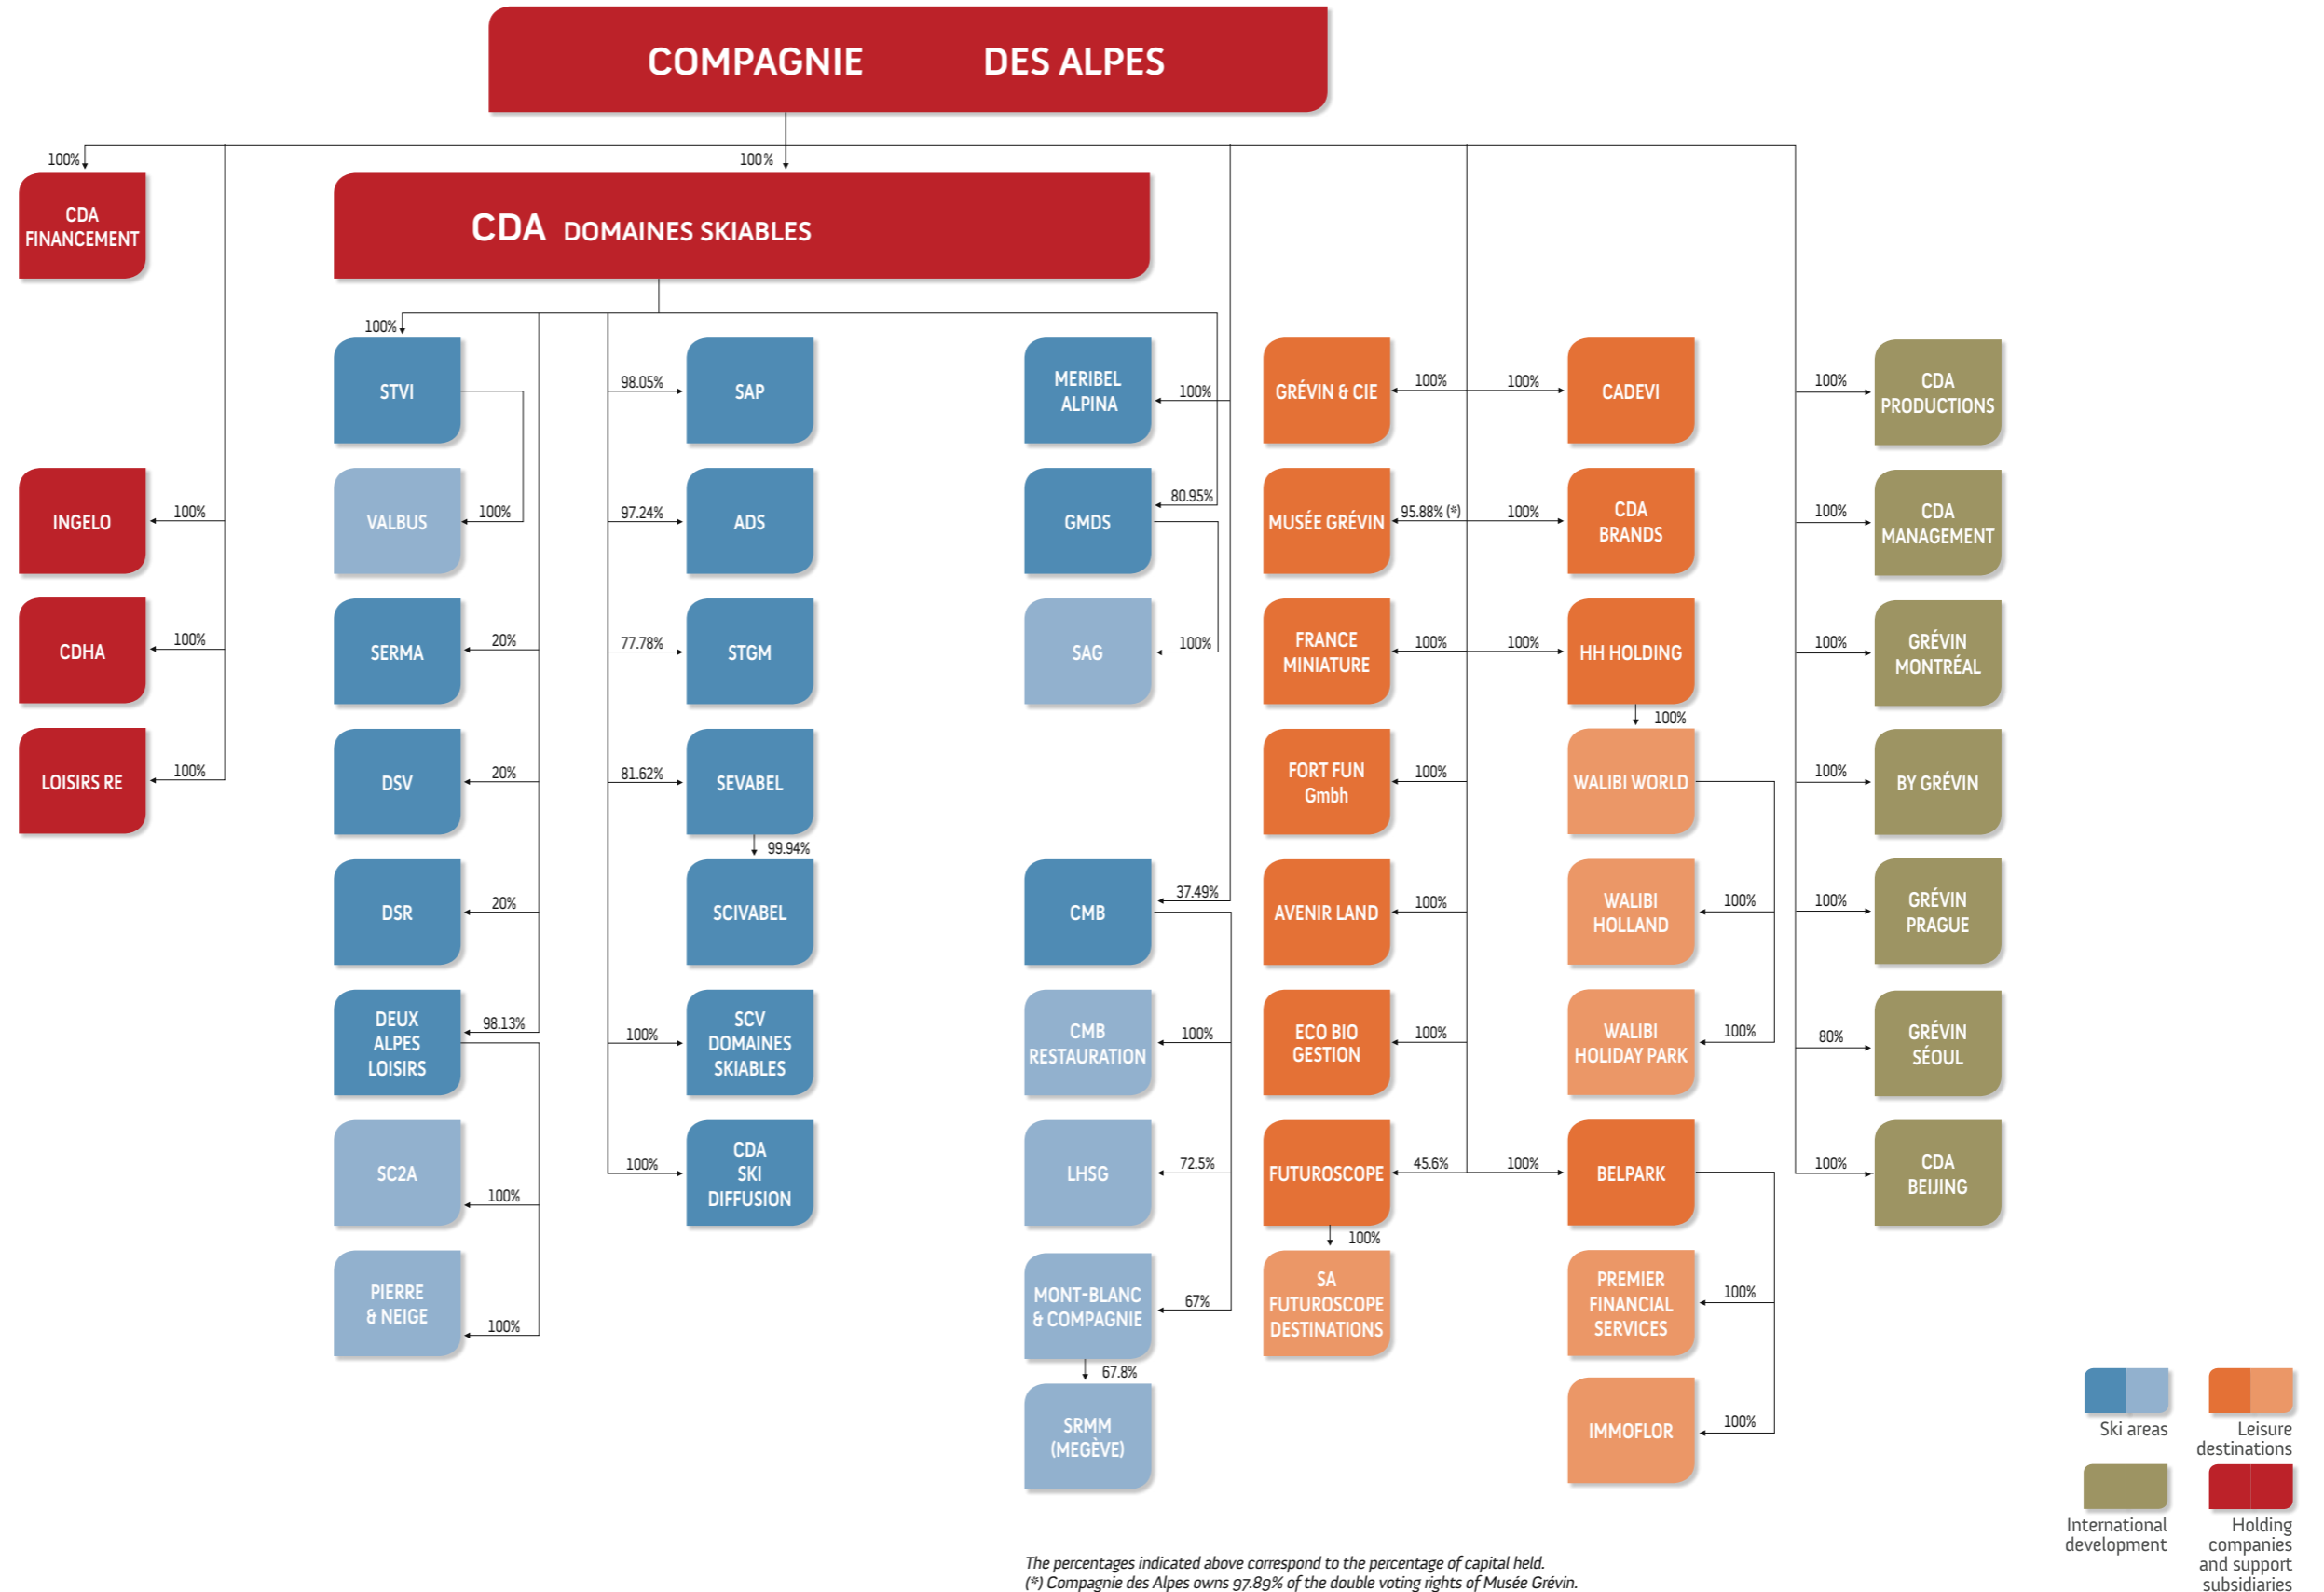 COMPAGNIE DES ALPES
100%
100%
CDA
FINANCEMENT
CDA DOMAINES SKIABLES
100%
STVI
98.05%
SAP
MERIBEL
ALPINA
100%
GRÉVIN & CIE
100%
100%
CADEVI
100%
CDA
PRODUCTIONS
INGELO
100%
VALBUS
100%
97.24%
ADS
GMDS
80.95%
MUSÉE GRÉVIN
95.88% (*)
100%
CDA
BRANDS
100%
CDA
MANAGEMENT
CDHA
100%
SERMA
20%
77.78%
STGM
SAG
100%
FRANCE
MINIATURE
100%
100%
HH HOLDING
100%
GRÉVIN
MONTRÉAL
100%
LOISIRS RE
100%
DSV
20%
81.62%
SEVABEL
FORT FUN
Gmbh
100%
WALIBI WORLD
100%
BY GRÉVIN
99.94%
DSR
20%
SCIVABEL
CMB
37.49%
AVENIR LAND
100%
WALIBI
HOLLAND
100%
100%
GRÉVIN
PRAGUE
DEUX
ALPES
LOISIRS
98.13%
100%
SCV
DOMAINES
SKIABLES
CMB
RESTAURATION
100%
ECO BIO
GESTION
100%
WALIBI
HOLIDAY PARK
100%
80%
GRÉVIN
SÉOUL
SC2A
100%
100%
CDA
SKI
DIFFUSION
LHSG
72.5%
FUTUROSCOPE
45.6%
100%
BELPARK
100%
CDA
BEIJING
100%
PIERRE
& NEIGE
100%
MONT-BLANC
& COMPAGNIE
67%
SA
FUTUROSCOPE
DESTINATIONS
PREMIER
FINANCIAL
SERVICES
100%
67.8%
SRMM
(MEGÈVE)
IMMOFLOR
100%
Ski areas
Leisure
destinations
International
development
Holding
companies
and support
subsidiaries
The percentages indicated above correspond to the percentage of capital held.
(*) Compagnie des Alpes owns 97.89% of the double voting rights of Musée Grévin.